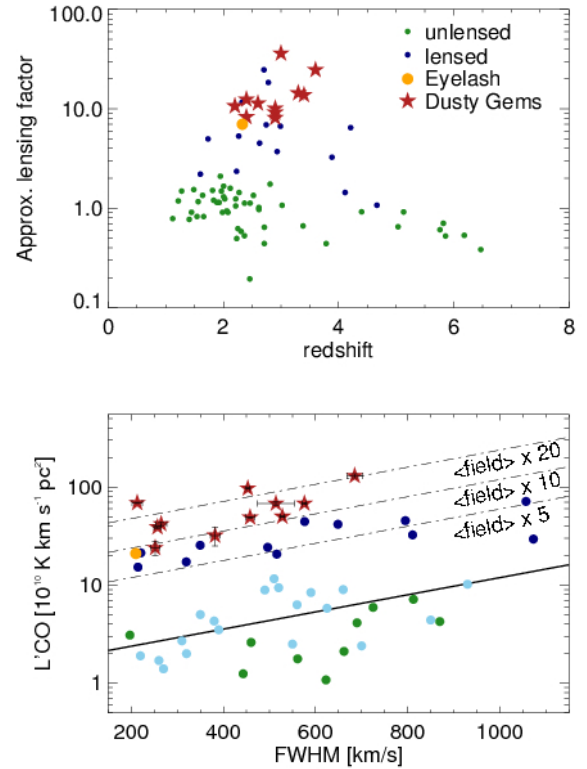 100.0
10.0
1.0
0.1
Approx. lensing factor
unlensed
lensed
Eyelash
Dusty Gems
0 2 4 6 8
redshift
100
10
1
L'CO [10¹⁰ K km s⁻¹ pc²]
<field> x 20
<field> x 10
<field> x 5
200 400 600 800 1000
FWHM [km/s]